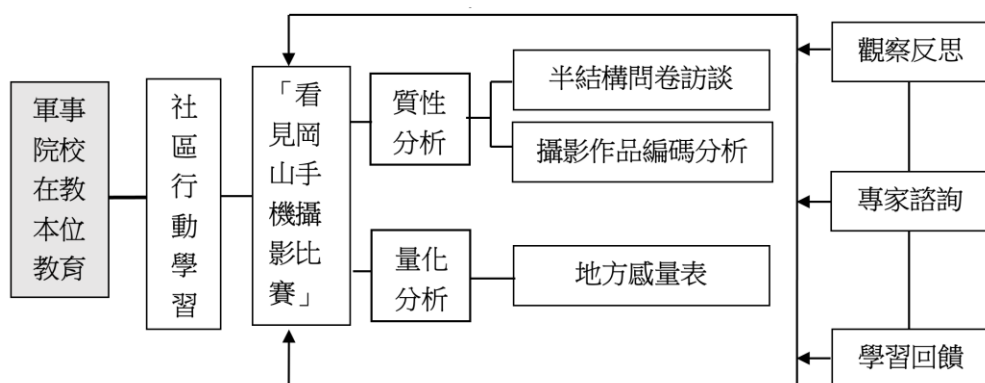 軍事
院校
在教
本位
教育
社
區
行
動
學
習
「看
見岡
山手
機攝
影比
賽」
質性
分析
量化
分析
半結構問卷訪談
攝影作品編碼分析
地方感量表
觀察反思
專家諮詢
學習回饋